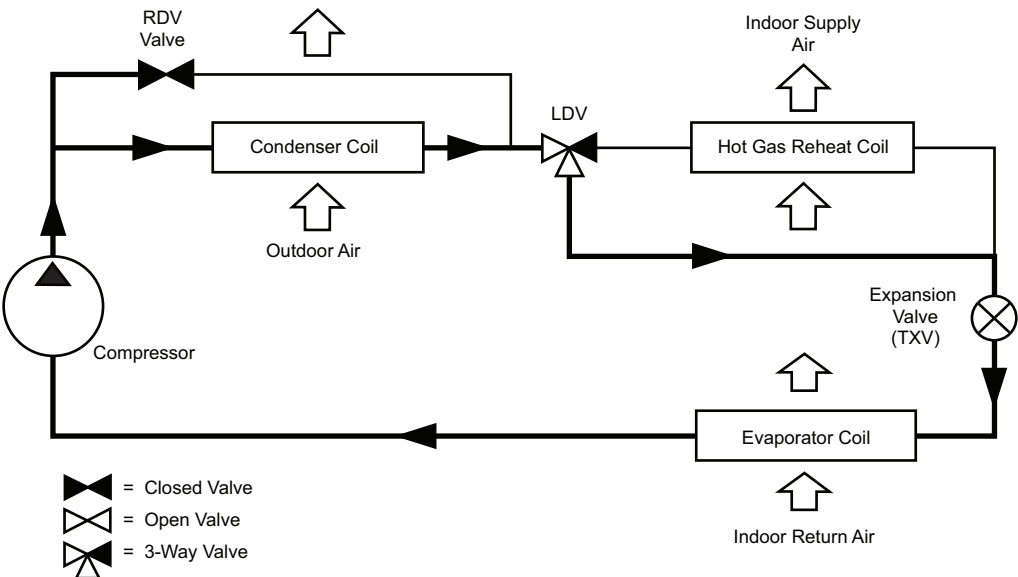 RDV
Valve
Indoor Supply
Air
LDV
Condenser Coil
Hot Gas Reheat Coil
Outdoor Air
Expansion
Valve
(TXV)
Compressor
Evaporator Coil
Indoor Return Air
= Closed Valve
= Open Valve
= 3-Way Valve